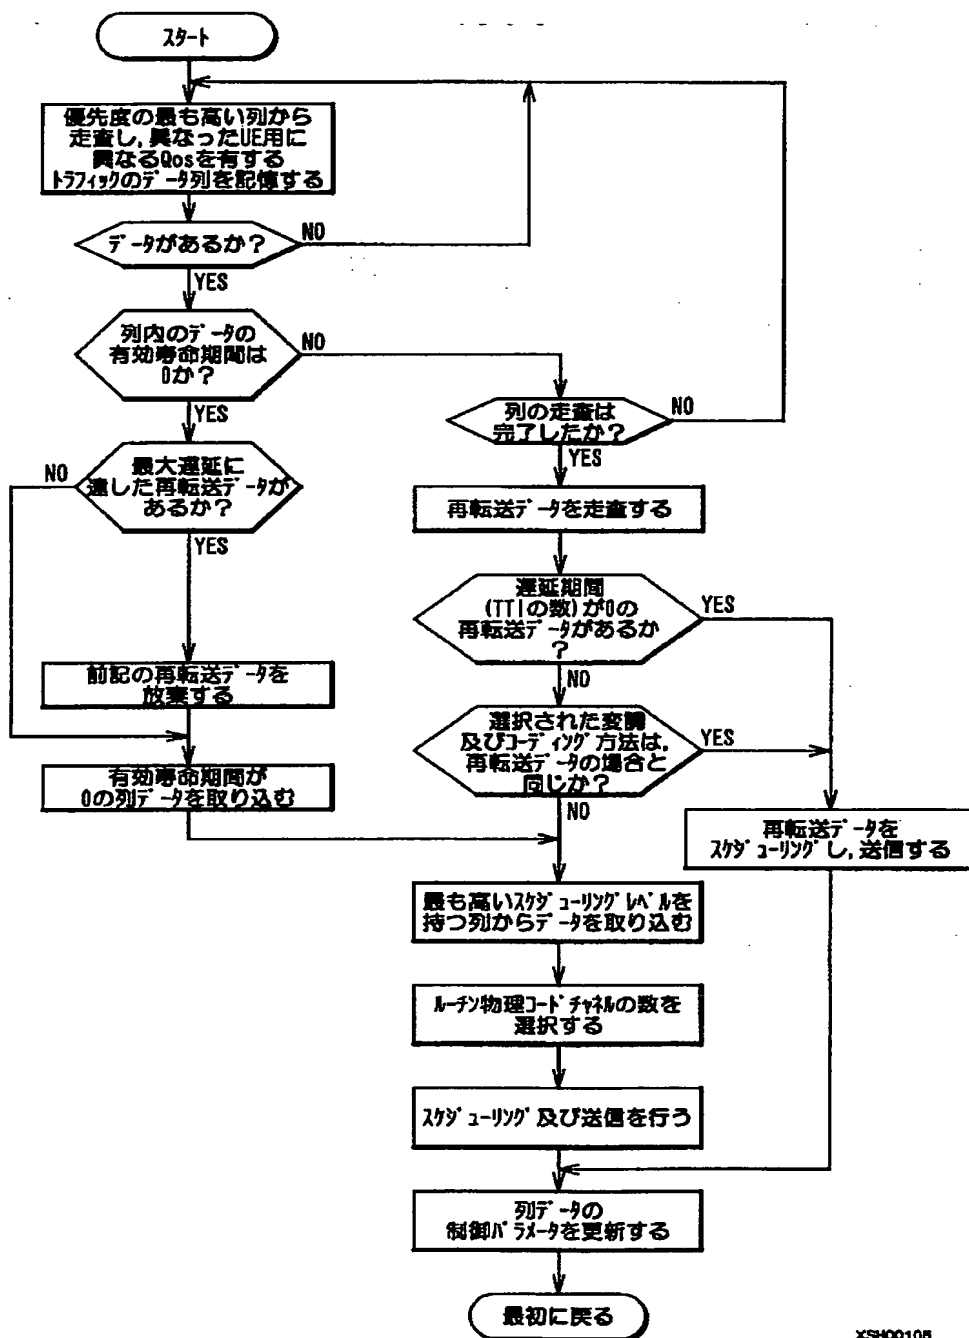 スタート
優先度の最も高い列から
走査し,異なったUE用に
異なるQosを有する
トラフィックのデータ列を記憶する
データがあるか？
NO
YES
列内のデータの
有効寿命期間は
0か？
NO
YES
列の走査は
完了したか？
NO
YES
最大遅延に
達した再転送データが
あるか？
NO
YES
再転送データを走査する
遅延期間
(TTIの数)が0の
再転送データがあるか
？
YES
NO
前記の再転送データを
放棄する
選択された変調
及びコーディング方法は,
再転送データの場合と
同じか？
YES
NO
有効寿命期間が
0の列データを取り込む
再転送データを
スケジューリングし,送信する
最も高いスケジューリングレベルを
持つ列からデータを取り込む
ルーチン物理コードチャネルの数を
選択する
スケジューリング及び送信を行う
列データの
制御パラメータを更新する
最初に戻る
XSH00105